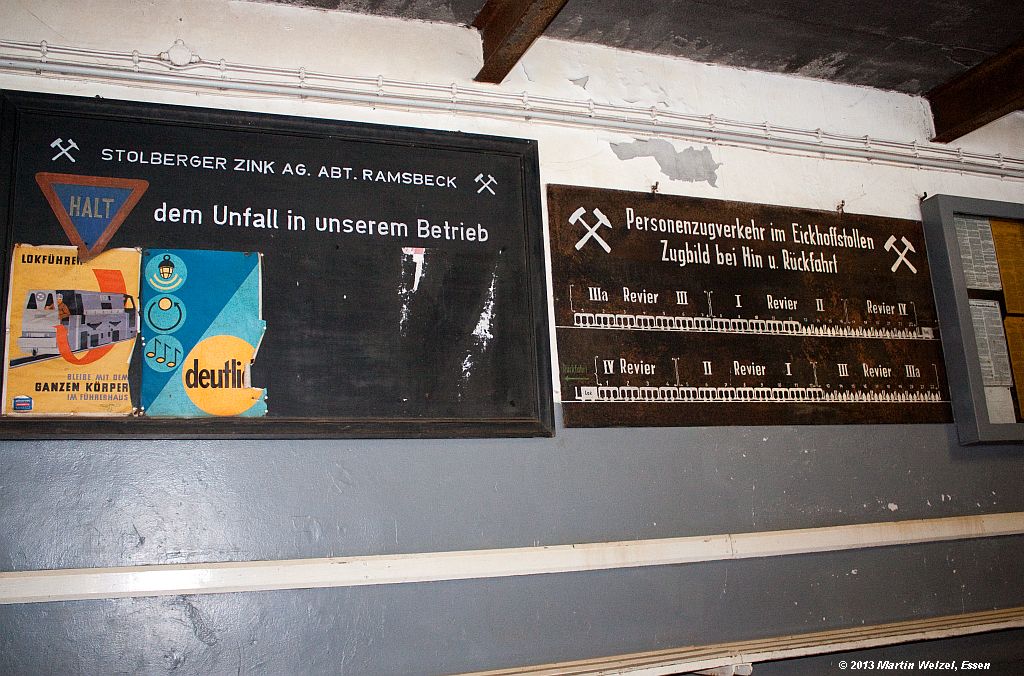 STOLBERGER ZINK AG. ABT. RAMSBECK
HALT
dem Unfall in unserem Betrieb
LOKFÜHRER
BLEIBE MIT DEM
GANZEN KÖRPER
IM FÜHRERHAUS
deutli
Personenzugverkehr im Eickhoffstollen
Zugbild bei Hin u. Rückfahrt
IIIa Revier III I Revier II Revier IV
Rückfahrt IV Revier II Revier I III Revier IIIa
Lok
© 2013 Martin Welzel, Essen